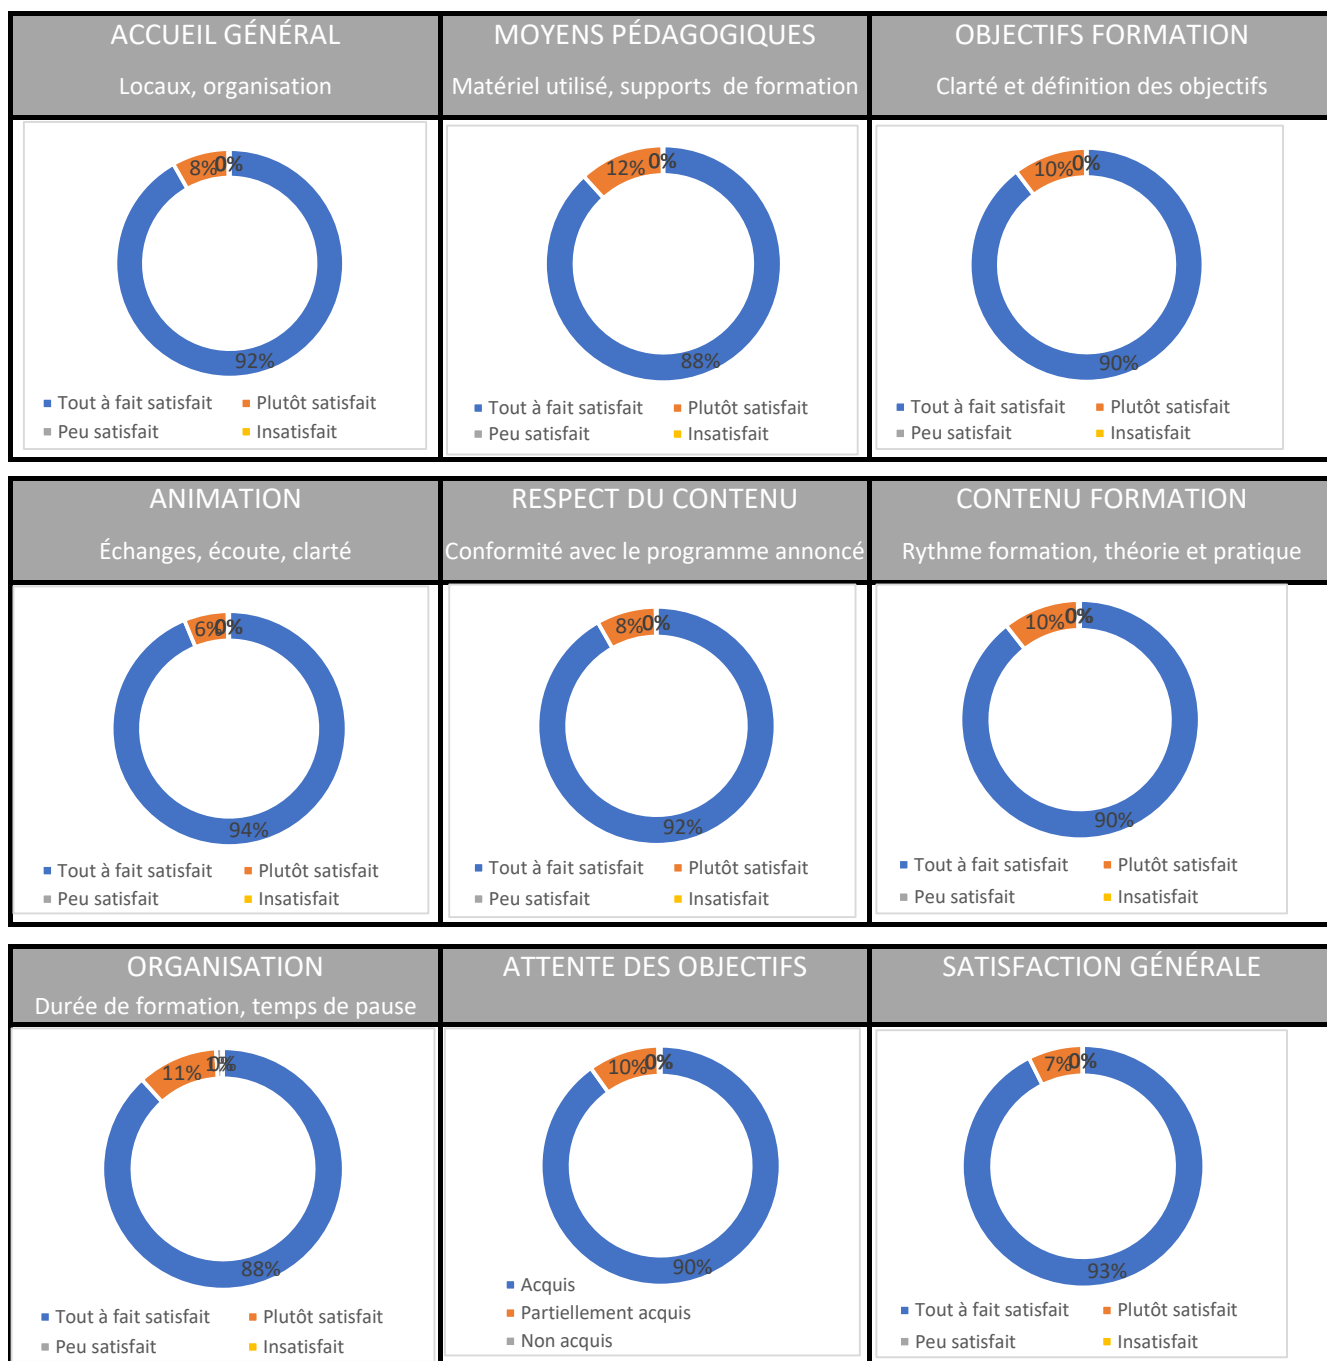 ACCUEIL GÉNÉRAL
Locaux, organisation
MOYENS PÉDAGOGIQUES
Matériel utilisé, supports de formation
OBJECTIFS FORMATION
Clarté et définition des objectifs
8% 0%
92%
Tout à fait satisfait Plutôt satisfait
Peu satisfait Insatisfait
12% 0%
88%
Tout à fait satisfait Plutôt satisfait
Peu satisfait Insatisfait
10% 0%
90%
Tout à fait satisfait Plutôt satisfait
Peu satisfait Insatisfait
ANIMATION
Échanges, écoute, clarté
RESPECT DU CONTENU
Conformité avec le programme annoncé
CONTENU FORMATION
Rythme formation, théorie et pratique
6% 0%
94%
Tout à fait satisfait Plutôt satisfait
Peu satisfait Insatisfait
8% 0%
92%
Tout à fait satisfait Plutôt satisfait
Peu satisfait Insatisfait
10% 0%
90%
Tout à fait satisfait Plutôt satisfait
Peu satisfait Insatisfait
ORGANISATION
Durée de formation, temps de pause
ATTENTE DES OBJECTIFS
SATISFACTION GÉNÉRALE
11% 1% 0%
88%
Tout à fait satisfait Plutôt satisfait
Peu satisfait Insatisfait
10% 0%
90%
Acquis
Partiellement acquis
Non acquis
7% 0%
93%
Tout à fait satisfait Plutôt satisfait
Peu satisfait Insatisfait